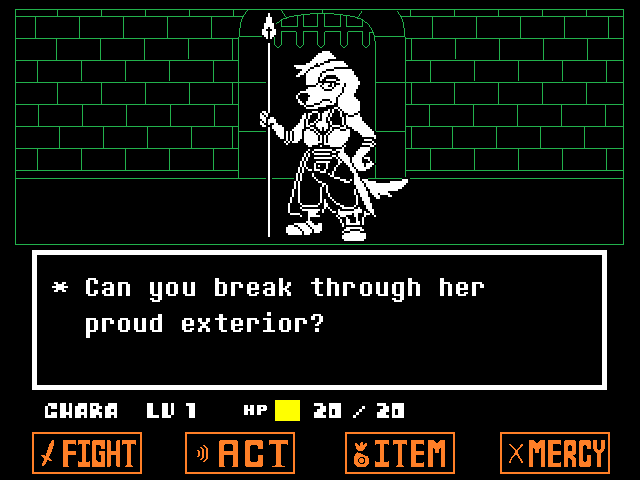 * Can you break through her
proud exterior?
CHARA LV 1 HP 20 / 20
FIGHT ACT ITEM MERCY